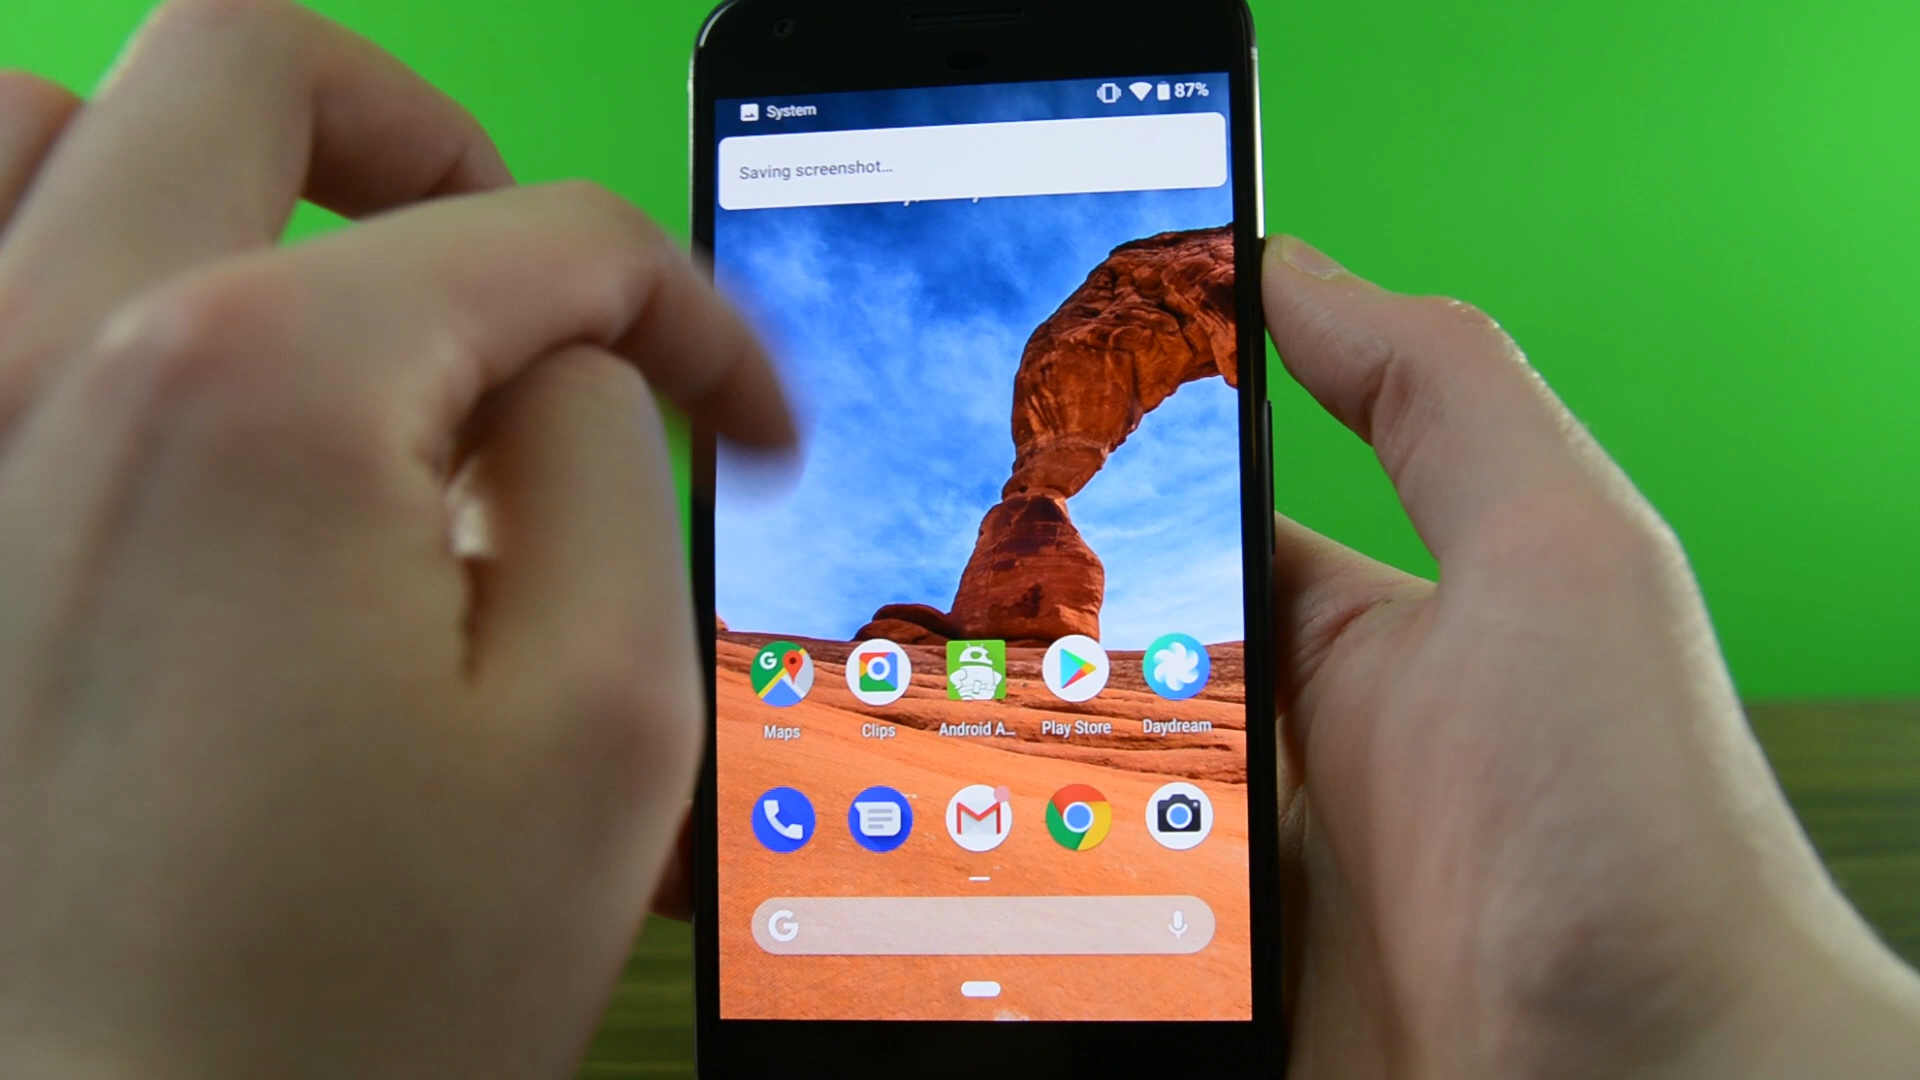 87%
System
Saving screenshot...
Maps
Clips
Android A...
Play Store
Daydream
G